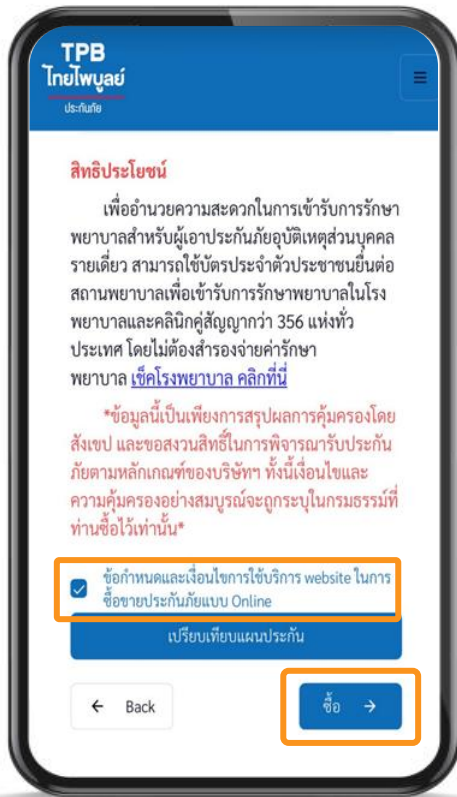 TPB
ไทยไพบูลย์
ประกันภัย
สิทธิประโยชน์
เพื่ออำนวยความสะดวกในการเข้ารับการรักษา
พยาบาลสำหรับผู้เอาประกันภัยอุบัติเหตุส่วนบุคคล
รายเดี่ยว สามารถใช้บัตรประจำตัวประชาชนยื่นต่อ
สถานพยาบาลเพื่อเข้ารับการรักษาพยาบาลในโรง
พยาบาลและคลินิกคู่สัญญากว่า 356 แห่งทั่ว
ประเทศ โดยไม่ต้องสำรองจ่ายค่ารักษา
พยาบาล เช็คโรงพยาบาล คลิกที่นี่
*ข้อมูลนี้เป็นเพียงการสรุปผลการคุ้มครองโดย
สังเขป และขอสงวนสิทธิ์ในการพิจารณารับประกัน
ภัยตามหลักเกณฑ์ของบริษัทฯ ทั้งนี้เงื่อนไขและ
ความคุ้มครองอย่างสมบูรณ์จะถูกระบุในกรมธรรม์ที่
ท่านซื้อไว้เท่านั้น*
ข้อกำหนดและเงื่อนไขการใช้บริการ website ในการ
ซื้อขายประกันภัยแบบ Online
เปรียบเทียบแผนประกัน
← Back
ซื้อ →